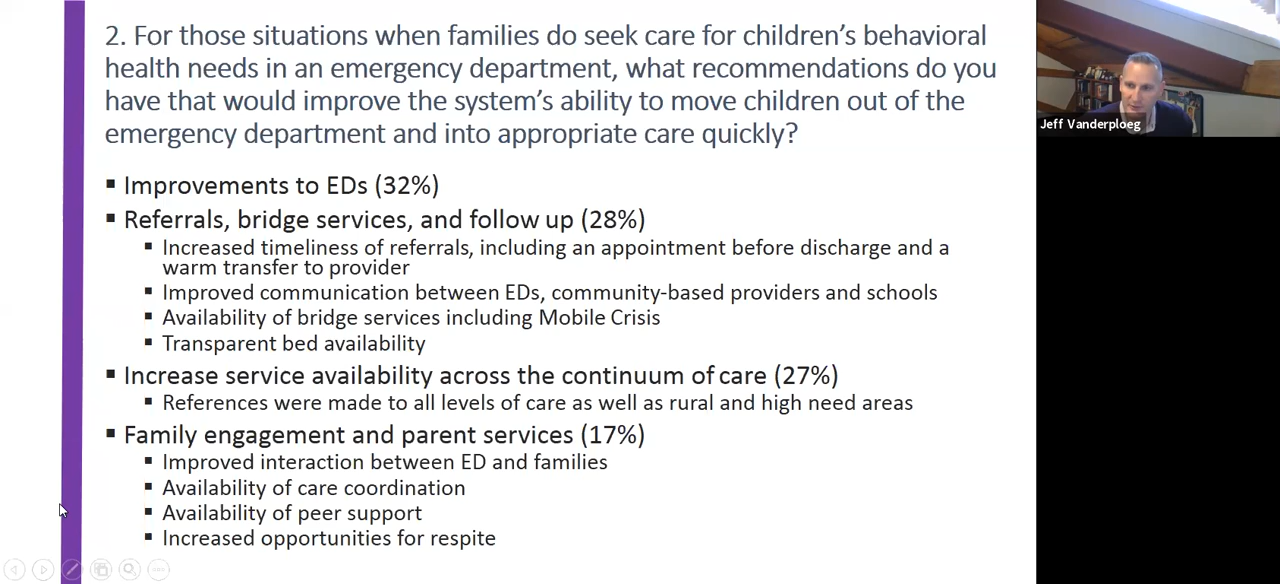 2. For those situations when families do seek care for children's behavioral
health needs in an emergency department, what recommendations do you
have that would improve the system's ability to move children out of the
emergency department and into appropriate care quickly?
▪ Improvements to EDs (32%)
▪ Referrals, bridge services, and follow up (28%)
▪ Increased timeliness of referrals, including an appointment before discharge and a
warm transfer to provider
▪ Improved communication between EDs, community-based providers and schools
▪ Availability of bridge services including Mobile Crisis
▪ Transparent bed availability
▪ Increase service availability across the continuum of care (27%)
▪ References were made to all levels of care as well as rural and high need areas
▪ Family engagement and parent services (17%)
▪ Improved interaction between ED and families
▪ Availability of care coordination
▪ Availability of peer support
▪ Increased opportunities for respite
Jeff Vanderploeg